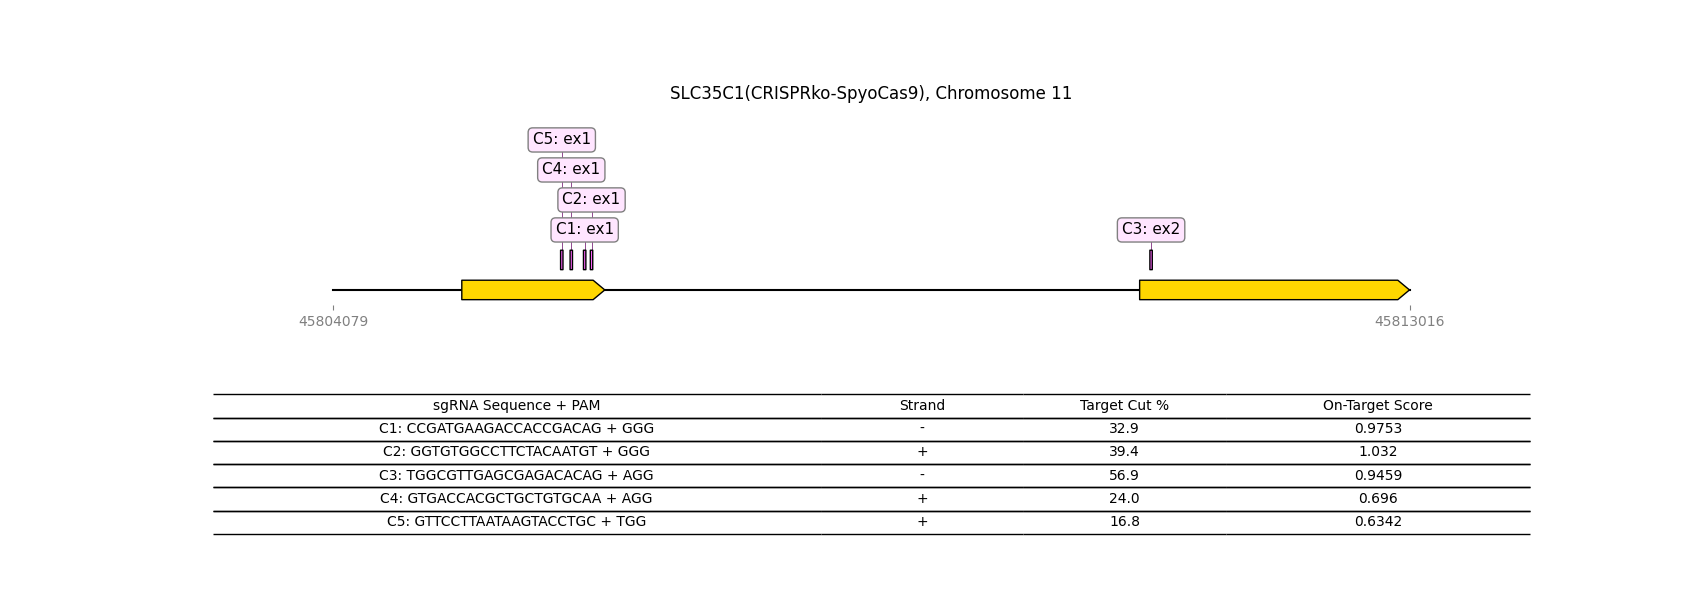 SLC35C1(CRISPRko-SpyoCas9), Chromosome 11
C5: ex1
C4: ex1
C2: ex1
C1: ex1
C3: ex2
45804079
45813016
sgRNA Sequence + PAM Strand Target Cut % On-Target Score
C1: CCGATGAAGACCACCGACAG + GGG - 32.9 0.9753
C2: GGTGTGGCCTTCTACAATGT + GGG + 39.4 1.032
C3: TGGCGTTGAGCGAGACACAG + AGG - 56.9 0.9459
C4: GTGACCACGCTGCTGTGCAA + AGG + 24.0 0.696
C5: GTTCCTTAATAAGTACCTGC + TGG + 16.8 0.6342